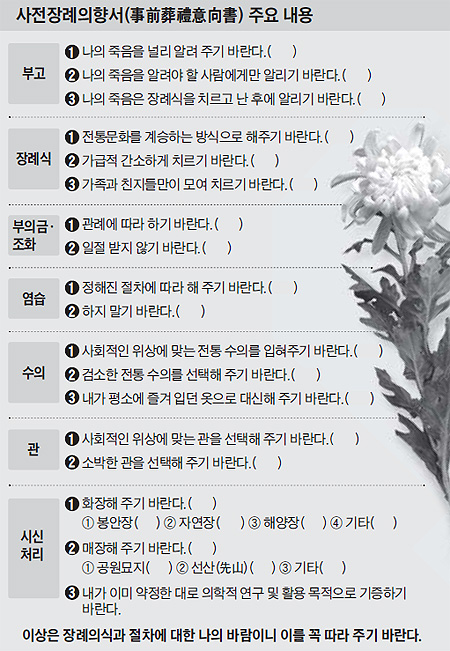 사전장례의향서(事前葬禮意向書) 주요 내용
부고
❶ 나의 죽음을 널리 알려 주기 바란다.( )
❷ 나의 죽음을 알려야 할 사람에게만 알리기 바란다.( )
❸ 나의 죽음은 장례식을 치르고 난 후에 알리기 바란다.( )
장례식
❶ 전통문화를 계승하는 방식으로 해주기 바란다.( )
❷ 가급적 간소하게 치르기 바란다.( )
❸ 가족과 친지들만이 모여 치르기 바란다.( )
부의금·
조화
❶ 관례에 따라 하기 바란다.( )
❷ 일절 받지 않기 바란다.( )
염습
❶ 정해진 절차에 따라 해 주기 바란다.( )
❷ 하지 말기 바란다.( )
수의
❶ 사회적인 위상에 맞는 전통 수의를 입혀주기 바란다.( )
❷ 검소한 전통 수의를 선택해 주기 바란다.( )
❸ 내가 평소에 즐겨 입던 옷으로 대신해 주기 바란다.( )
관
❶ 사회적인 위상에 맞는 관을 선택해 주기 바란다.( )
❷ 소박한 관을 선택해 주기 바란다.( )
시신
처리
❶ 화장해 주기 바란다.( )
① 봉안장( ) ② 자연장( ) ③ 해양장( ) ④ 기타( )
❷ 매장해 주기 바란다.( )
① 공원묘지( ) ② 선산(先山)( ) ③ 기타( )
❸ 내가 이미 약정한 대로 의학적 연구 및 활용 목적으로 기증하기
바란다.
이상은 장례의식과 절차에 대한 나의 바람이니 이를 꼭 따라 주기 바란다.